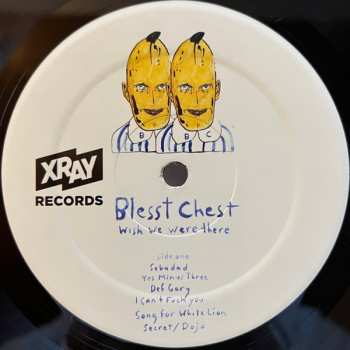 B B C
XRAY
RECORDS
Blesst Chest
Wish we were there
side one
Sebadad
Yes Minus Three
Def Gary
I Can't Fuck you
Song for White Lion
Secret/Dojo